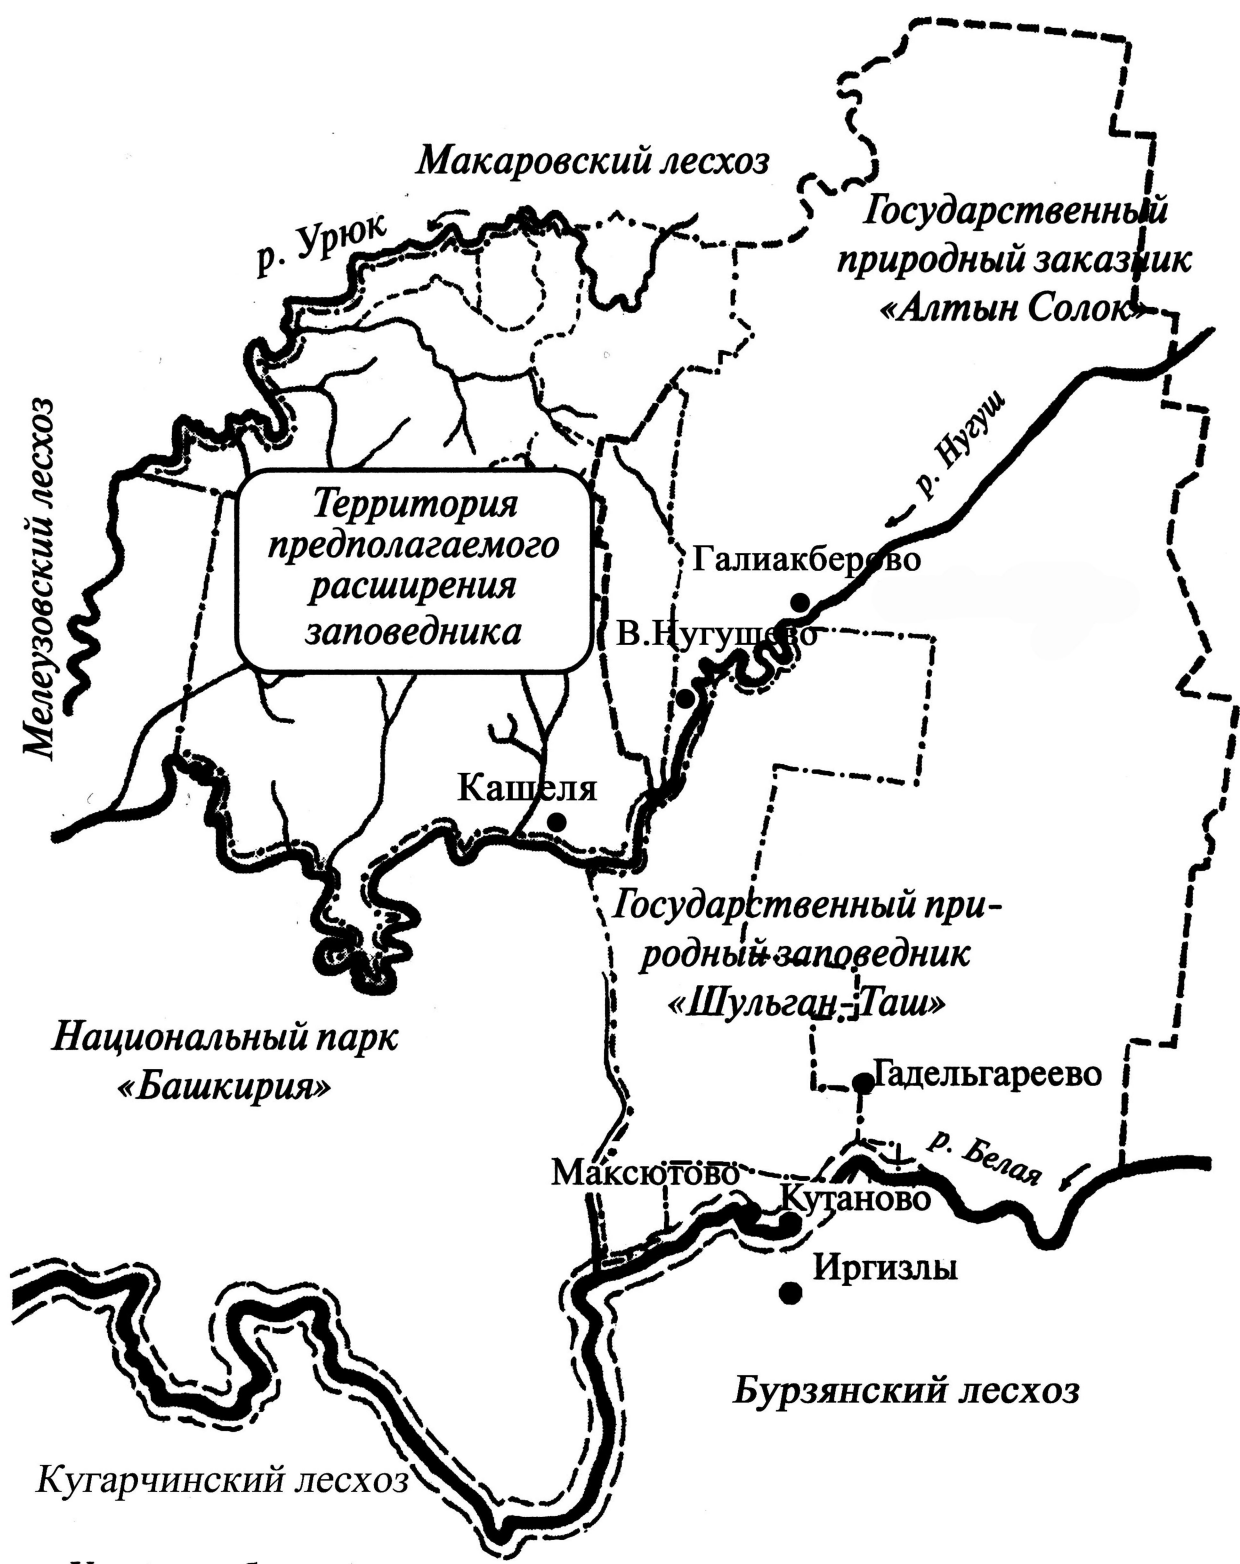 Макаровский лесхоз
р. Урюк
Государственный
природный заказник
«Алтын Солок»
Мелеузовский лесхоз
р. Нугуш
Территория
предполагаемого
расширения
заповедника
Галиакберово
В.Нугушево
Кашеля
Государственный при-
родный заповедник
«Шульган-Таш»
Национальный парк
«Башкирия»
Гадельгареево
р. Белая
Максютово
Кутаново
Иргизлы
Бурзянский лесхоз
Кугарчинский лесхоз